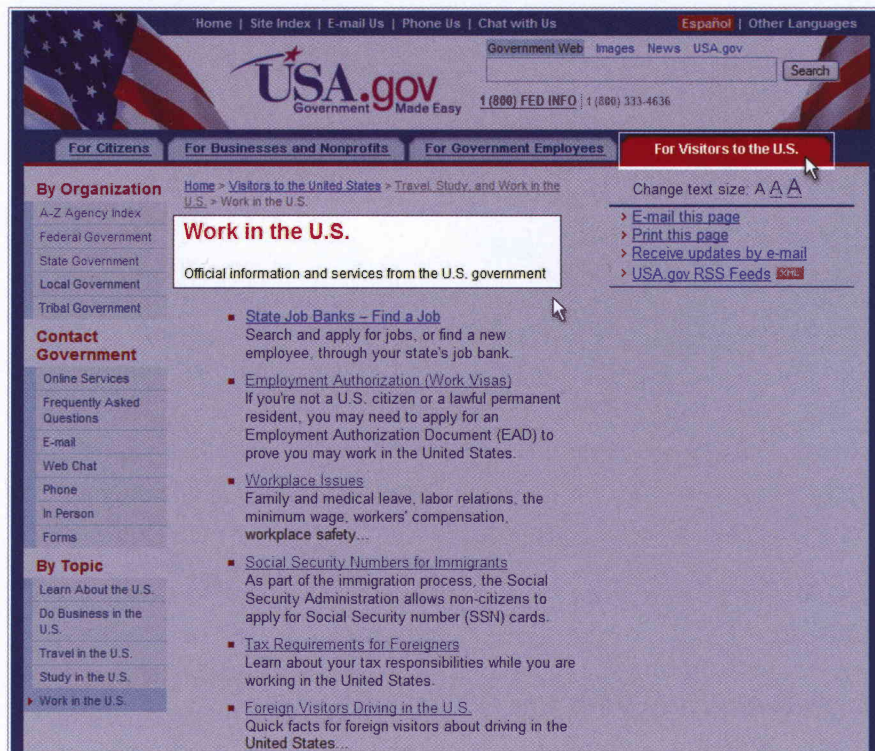 Home | Site Index | E-mail Us | Phone Us | Chat with Us
Español | Other Languages
USA.gov
Government Made Easy
Government Web Images News USA.gov
Search
1 (800) FED INFO | 1 (800) 333-4636
For Citizens
For Businesses and Nonprofits
For Government Employees
For Visitors to the U.S.
By Organization
A-Z Agency Index
Federal Government
State Government
Local Government
Tribal Government
Contact
Government
Online Services
Frequently Asked
Questions
E-mail
Web Chat
Phone
In Person
Forms
By Topic
Learn About the U.S.
Do Business in the
U.S.
Travel in the U.S.
Study in the U.S.
Work in the U.S.
Home > Visitors to the United States > Travel, Study, and Work in the
U.S. > Work in the U.S.
Work in the U.S.
Official information and services from the U.S. government
State Job Banks – Find a Job
Search and apply for jobs, or find a new
employee, through your state's job bank.
Employment Authorization (Work Visas)
If you're not a U.S. citizen or a lawful permanent
resident, you may need to apply for an
Employment Authorization Document (EAD) to
prove you may work in the United States.
Workplace Issues
Family and medical leave, labor relations, the
minimum wage, workers' compensation,
workplace safety...
Social Security Numbers for Immigrants
As part of the immigration process, the Social
Security Administration allows non-citizens to
apply for Social Security number (SSN) cards.
Tax Requirements for Foreigners
Learn about your tax responsibilities while you are
working in the United States.
Foreign Visitors Driving in the U.S.
Quick facts for foreign visitors about driving in the
United States...
Change text size: A A A
E-mail this page
Print this page
Receive updates by e-mail
USA.gov RSS Feeds XML